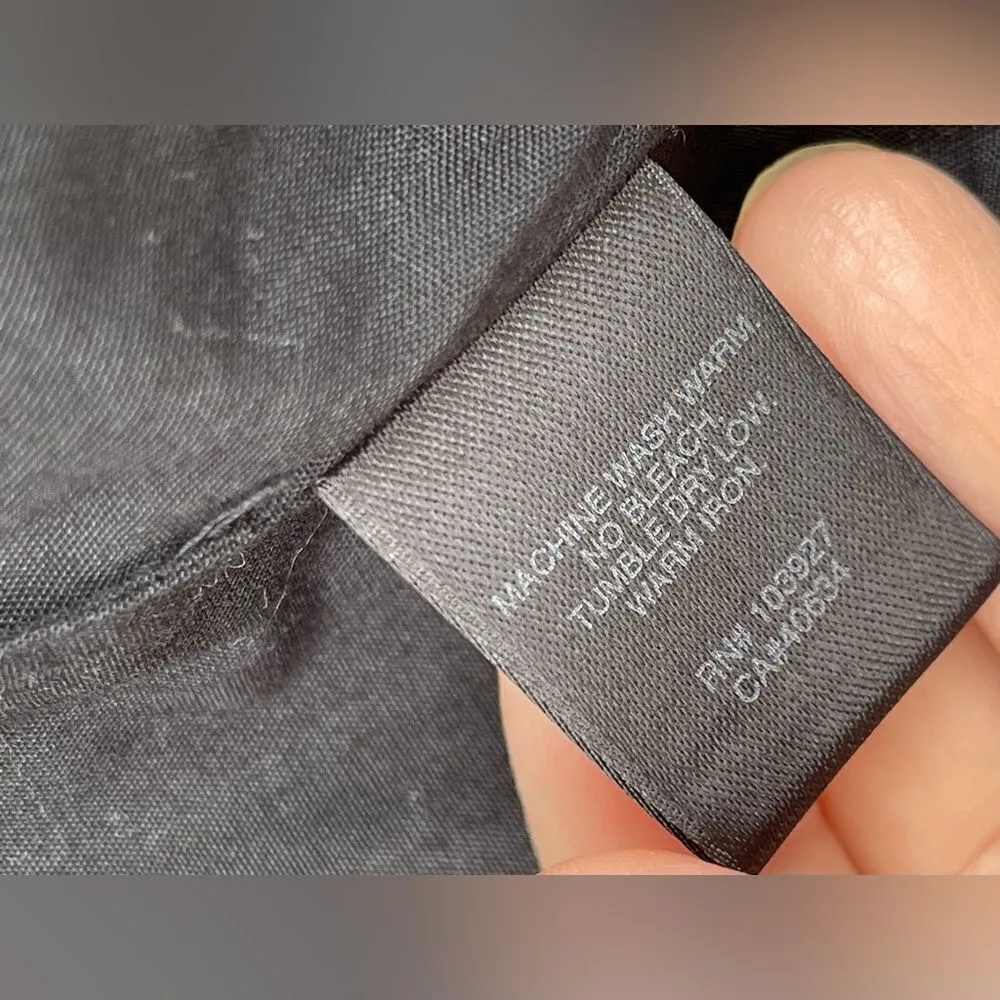 MACHINE WASH WARM.
NO BLEACH.
TUMBLE DRY LOW.
WARM IRON.
RN# 103927
CA#40634